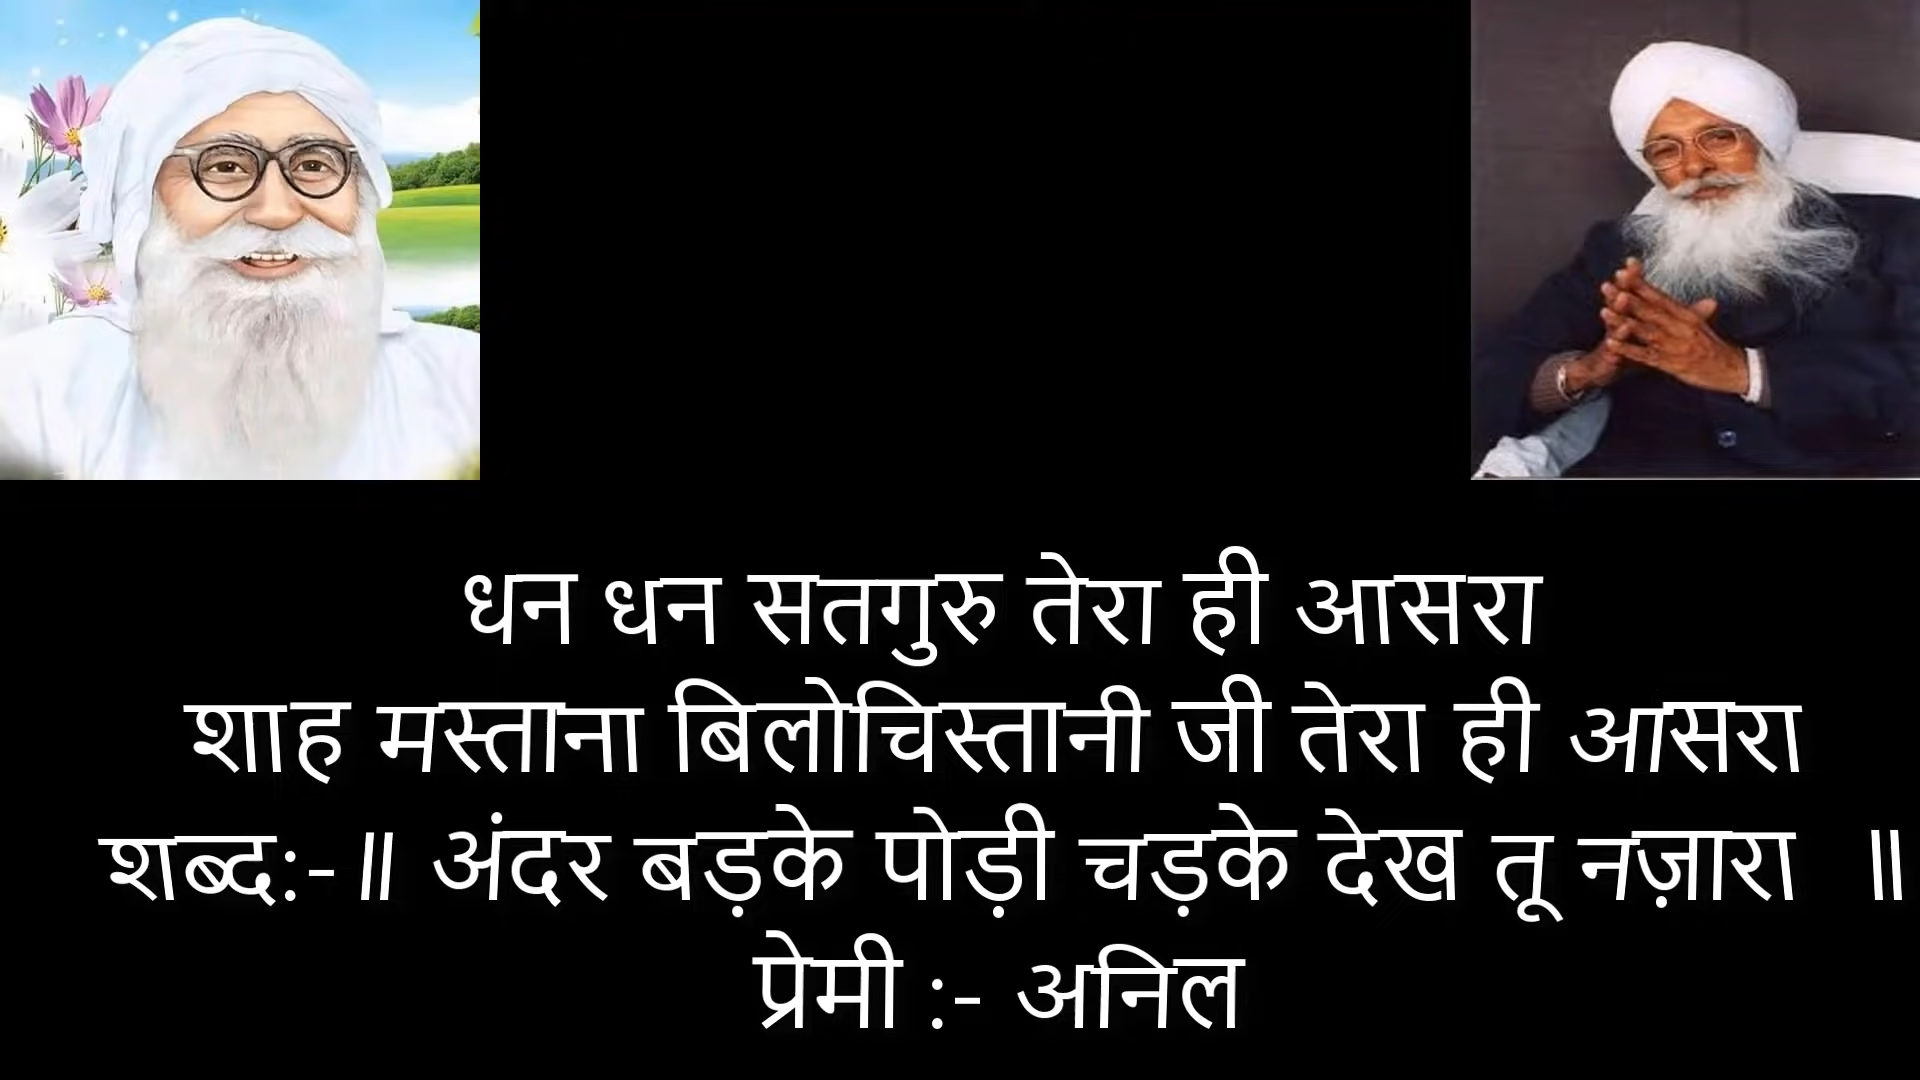 धन धन सतगुरु तेरा ही आसरा
शाह मस्ताना बिलोचिस्तानी जी तेरा ही आसरा
शब्द:-॥ अंदर बड़के पोड़ी चड़के देख तू नज़ारा ॥
प्रेमी :- अनिल